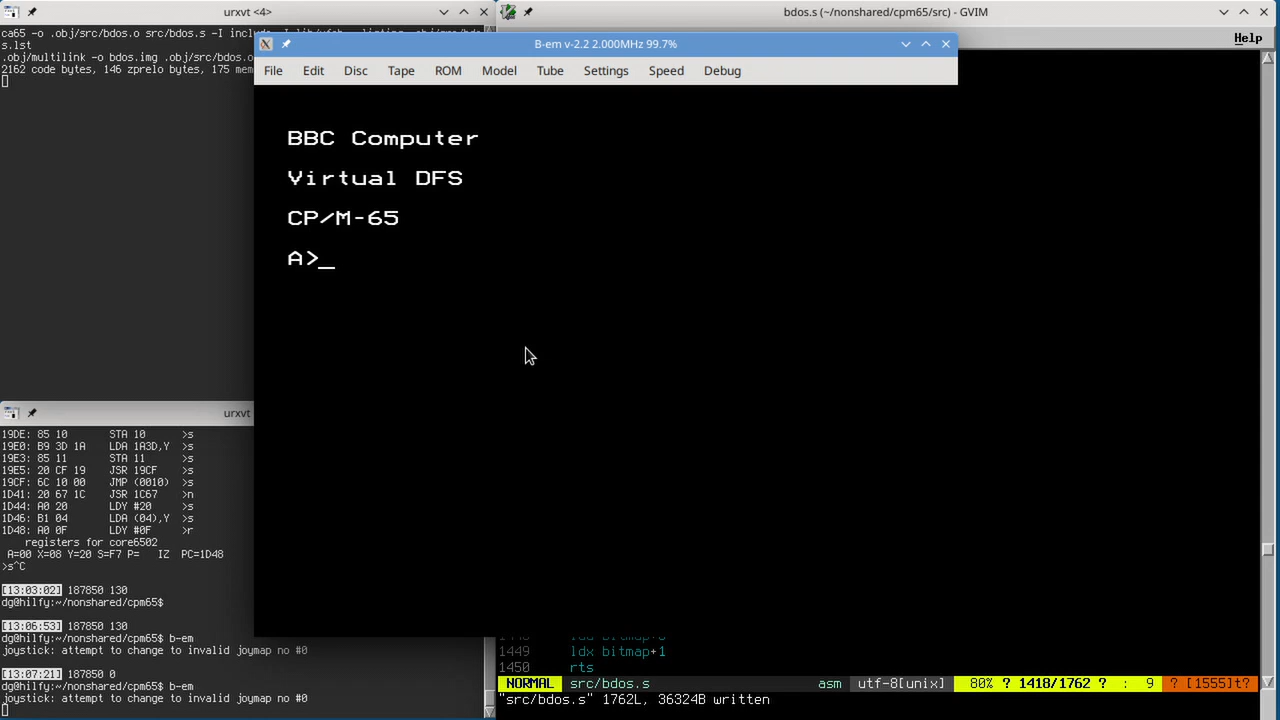 urxvt <4>
ca65 -o .obj/src/bdos.o src/bdos.s -I
s.lst
.obj/multilink -o bdos.img .obj/src/bdos.o
2162 code bytes, 146 zprelo bytes, 175
bdos.s (~/nonshared/cpm65/src) - GVIM
Help
B-em v-2.2 2.000MHz 99.7%
File Edit Disc Tape ROM Model Tube Settings Speed Debug
BBC Computer
Virtual DFS
CP/M-65
A>_
urxvt
19DE: 85 10 STA 10 >s
19E0: B9 3D 1A LDA 1A3D,Y >s
19E3: 85 11 STA 11 >s
19E5: 20 CF 19 JSR 19CF >s
19CF: 6C 10 00 JMP (0010) >s
1D41: 20 67 1C JSR 1C67 >n
1D44: A0 20 LDY #20 >s
1D46: B1 04 LDA (04),Y >s
1D48: A0 0F LDY #0F >r
registers for core6502
A=00 X=08 Y=20 S=F7 P= IZ PC=1D48
>s^C
[13:03:02] 187850 130
dg@hilfy:~/nonshared/cpm65$
[13:06:53] 187850 130
dg@hilfy:~/nonshared/cpm65$ b-em
joystick: attempt to change to invalid joymap no #0
[13:07:21] 187850 0
dg@hilfy:~/nonshared/cpm65$ b-em
joystick: attempt to change to invalid joymap no #0
1449 ldx bitmap+1
1450 rts
NORMAL src/bdos.s asm utf-8[unix] 80% ? 1418/1762 ? : 9 ? [1555]t?
"src/bdos.s" 1762L, 36324B written